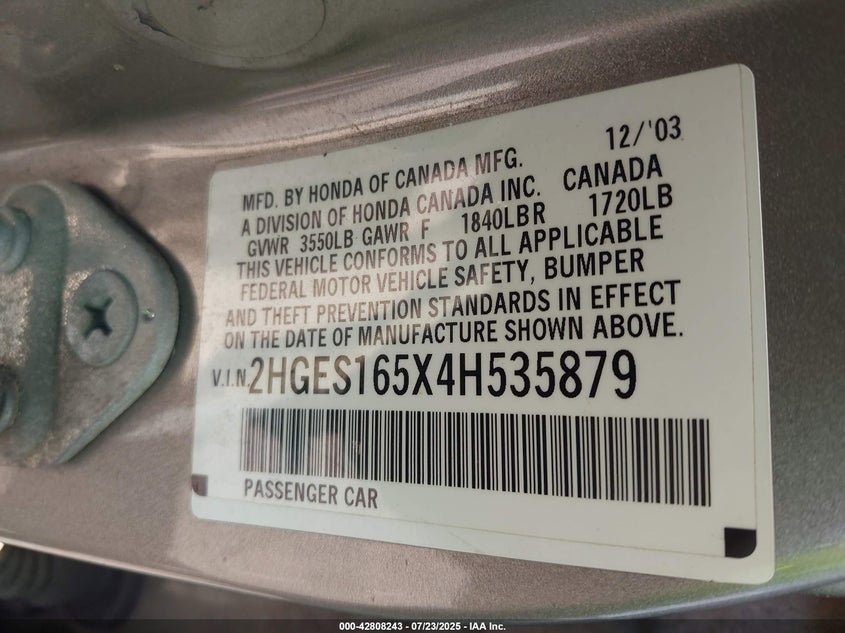 12/'03
MFD. BY HONDA OF CANADA MFG.
A DIVISION OF HONDA CANADA INC. CANADA
GVWR 3550LB GAWR F 1840LB R 1720LB
THIS VEHICLE CONFORMS TO ALL APPLICABLE
FEDERAL MOTOR VEHICLE SAFETY, BUMPER
AND THEFT PREVENTION STANDARDS IN EFFECT
ON THE DATE OF MANUFACTURE SHOWN ABOVE.
V.I.N. 2HGES165X4H535879
PASSENGER CAR
000-42808243 - 07/23/2025 - IAA Inc.